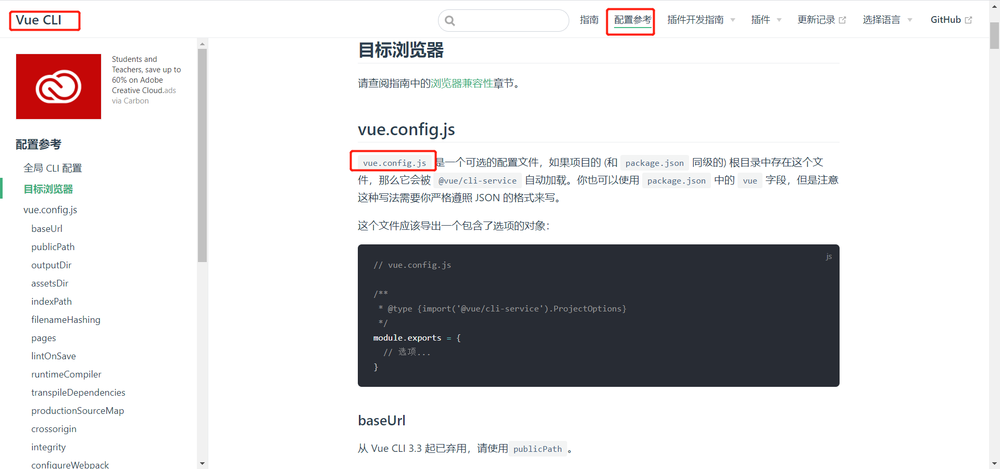 Vue CLI
指南
配置参考
插件开发指南
插件
更新记录
选择语言
GitHub
Students and
Teachers, save up to
60% on Adobe
Creative Cloud.ads
via Carbon
配置参考
全局 CLI 配置
目标浏览器
vue.config.js
baseUrl
publicPath
outputDir
assetsDir
indexPath
filenameHashing
pages
lintOnSave
runtimeCompiler
transpileDependencies
productionSourceMap
crossorigin
integrity
configureWebpack
目标浏览器
请查阅指南中的浏览器兼容性章节。
vue.config.js
vue.config.js 是一个可选的配置文件，如果项目的 (和 package.json 同级的) 根目录中存在这个文
件，那么它会被 @vue/cli-service 自动加载。你也可以使用 package.json 中的 vue 字段，但是注意
这种写法需要你严格遵照 JSON 的格式来写。
这个文件应该导出一个包含了选项的对象：
js
// vue.config.js
/**
 * @type {import('@vue/cli-service').ProjectOptions}
 */
module.exports = {
  // 选项...
}
baseUrl
从 Vue CLI 3.3 起已弃用，请使用 publicPath 。